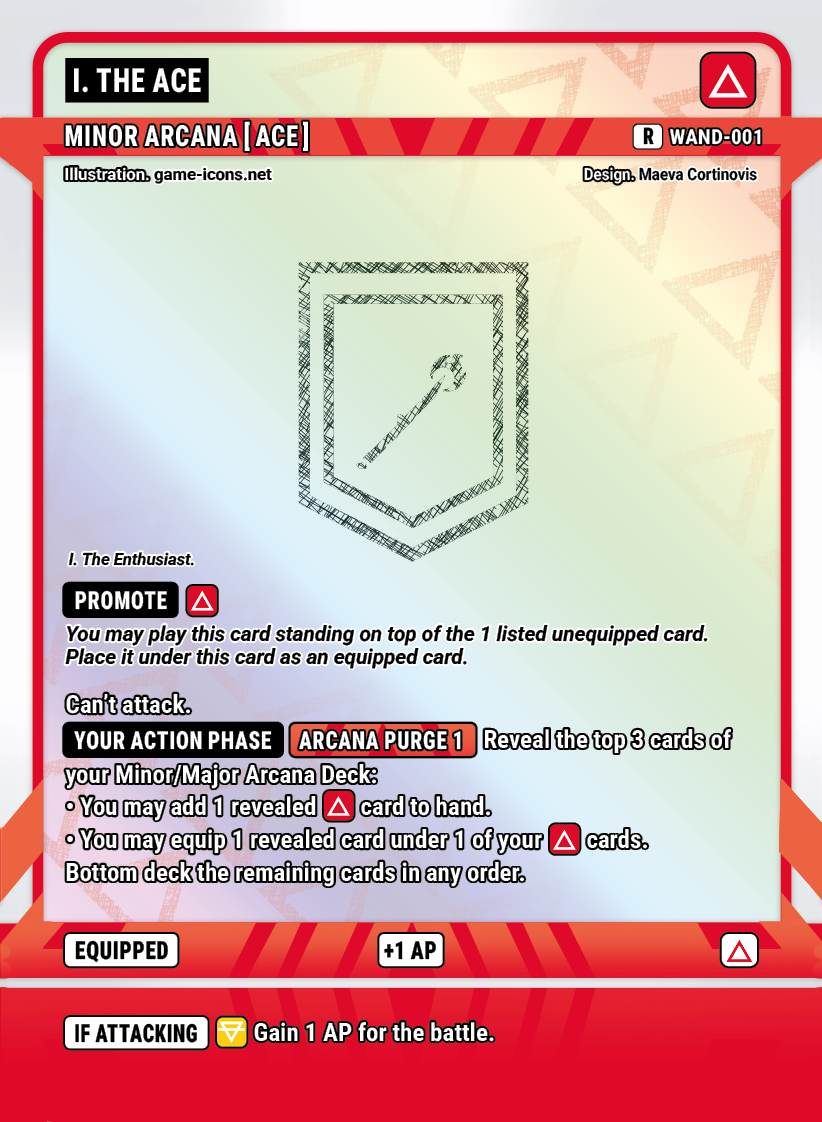 I. THE ACE
MINOR ARCANA [ ACE ]
R WAND-001
Illustration. game-icons.net
Design. Maeva Cortinovis
I. The Enthusiast.
PROMOTE
You may play this card standing on top of the 1 listed unequipped card.
Place it under this card as an equipped card.
Can't attack.
YOUR ACTION PHASE ARCANA PURGE 1 Reveal the top 3 cards of
your Minor/Major Arcana Deck:
• You may add 1 revealed card to hand.
• You may equip 1 revealed card under 1 of your cards.
Bottom deck the remaining cards in any order.
EQUIPPED
+1 AP
IF ATTACKING Gain 1 AP for the battle.